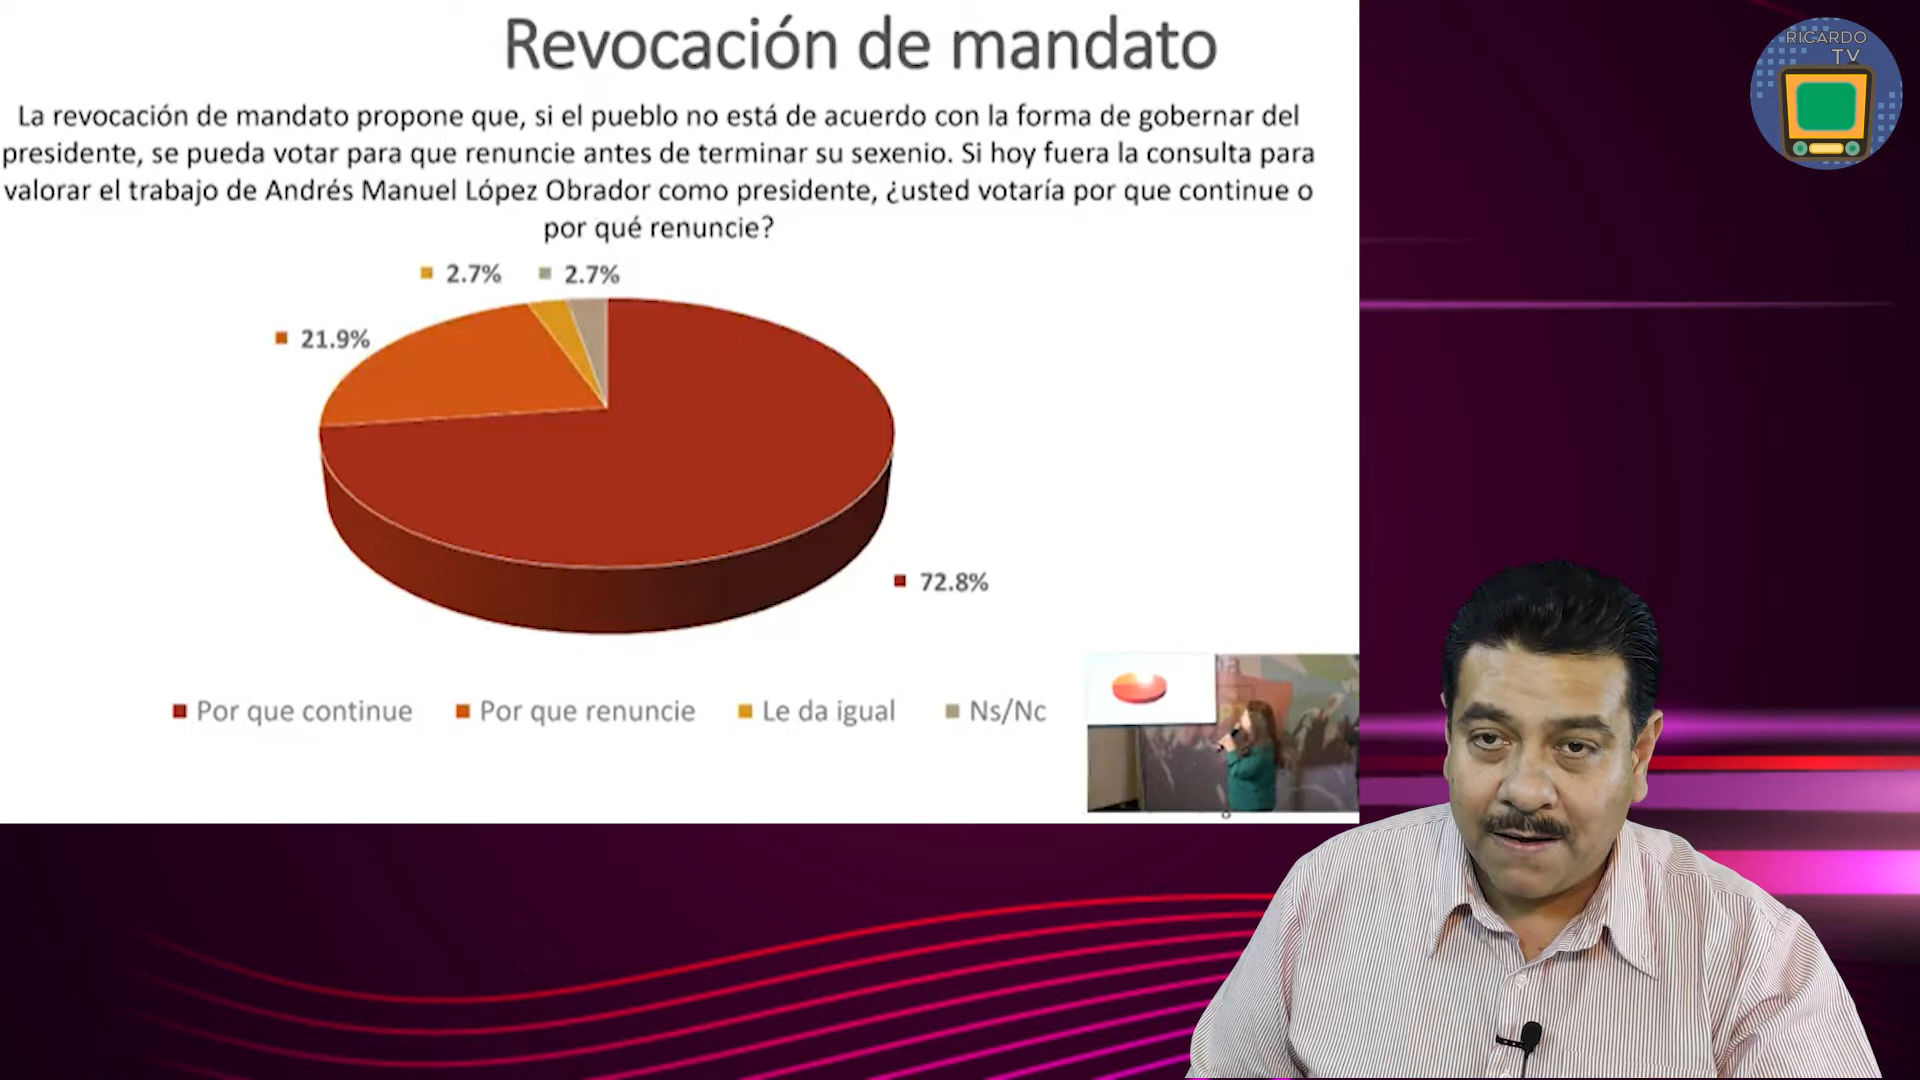 Revocación de mandato
RICARDO
TV
La revocación de mandato propone que, si el pueblo no está de acuerdo con la forma de gobernar del
presidente, se pueda votar para que renuncie antes de terminar su sexenio. Si hoy fuera la consulta para
valorar el trabajo de Andrés Manuel López Obrador como presidente, ¿usted votaría por que continue o
por qué renuncie?
2.7% 2.7%
21.9%
72.8%
Por que continue Por que renuncie Le da igual Ns/Nc